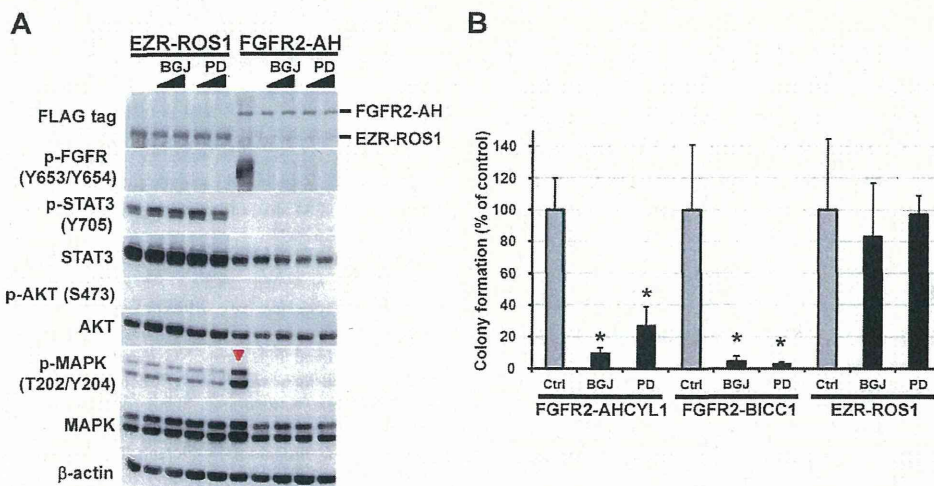 A
EZR-ROS1 FGFR2-AH
BGJ PD BGJ PD
FLAG tag
FGFR2-AH
EZR-ROS1
p-FGFR
(Y653/Y654)
p-STAT3
(Y705)
STAT3
p-AKT (S473)
AKT
p-MAPK
(T202/Y204)
MAPK
β-actin
B
Colony formation (% of control)
140
120
100
80
60
40
20
0
* * * *
Ctrl BGJ PD Ctrl BGJ PD Ctrl BGJ PD
FGFR2-AHCYL1 FGFR2-BICC1 EZR-ROS1